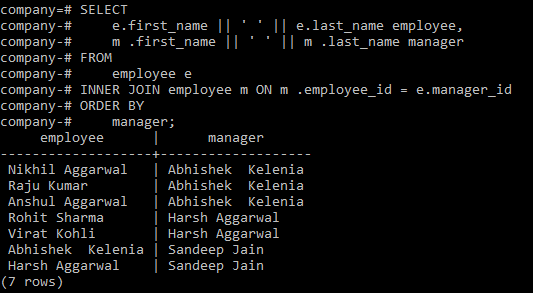 company=# SELECT
company-#     e.first_name || ' ' || e.last_name employee,
company-#     m .first_name || ' ' || m .last_name manager
company-# FROM
company-#     employee e
company-# INNER JOIN employee m ON m .employee_id = e.manager_id
company-# ORDER BY
company-#     manager;
     employee      |      manager
-------------------+-------------------
 Nikhil Aggarwal   | Abhishek  Kelenia
 Raju Kumar        | Abhishek  Kelenia
 Anshul Aggarwal   | Abhishek  Kelenia
 Rohit Sharma      | Harsh Aggarwal
 Virat Kohli       | Harsh Aggarwal
 Abhishek  Kelenia | Sandeep Jain
 Harsh Aggarwal    | Sandeep Jain
(7 rows)